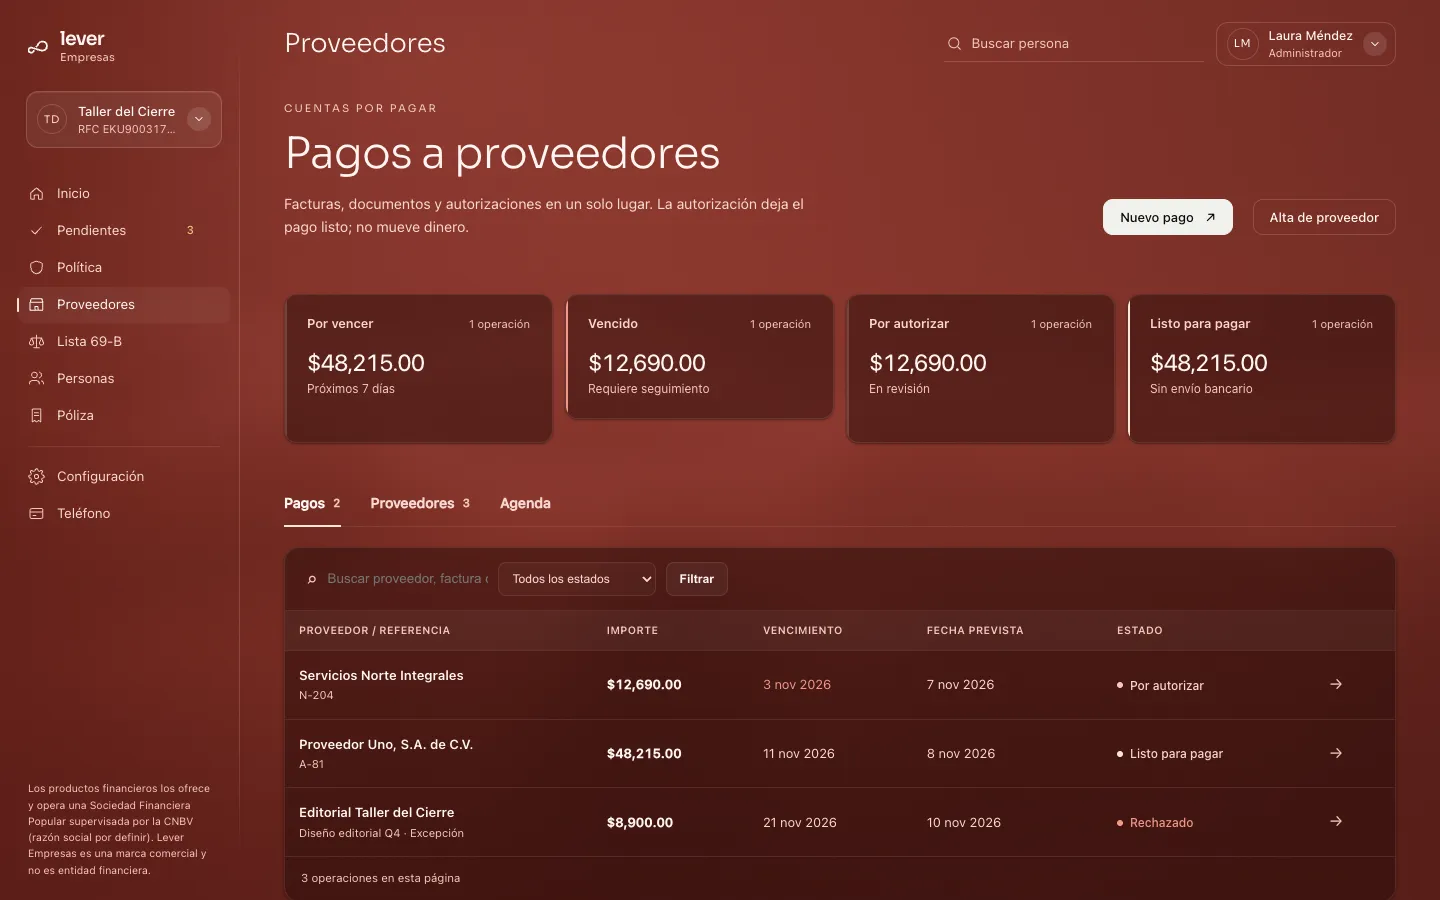 lever
Empresas
TD
Taller del Cierre
RFC EKU900317...
Inicio
Pendientes 3
Política
Proveedores
Lista 69-B
Personas
Póliza
Configuración
Teléfono
Los productos financieros los ofrece
y opera una Sociedad Financiera
Popular supervisada por la CNBV
(razón social por definir). Lever
Empresas es una marca comercial y
no es entidad financiera.
Proveedores
Buscar persona
LM
Laura Méndez
Administrador
CUENTAS POR PAGAR
Pagos a proveedores
Facturas, documentos y autorizaciones en un solo lugar. La autorización deja el
pago listo; no mueve dinero.
Nuevo pago
Alta de proveedor
Por vencer 1 operación
$48,215.00
Próximos 7 días
Vencido 1 operación
$12,690.00
Requiere seguimiento
Por autorizar 1 operación
$12,690.00
En revisión
Listo para pagar 1 operación
$48,215.00
Sin envío bancario
Pagos 2 Proveedores 3 Agenda
Buscar proveedor, factura Todos los estados Filtrar
PROVEEDOR / REFERENCIA IMPORTE VENCIMIENTO FECHA PREVISTA ESTADO
Servicios Norte Integrales
N-204
$12,690.00 3 nov 2026 7 nov 2026 Por autorizar
Proveedor Uno, S.A. de C.V.
A-81
$48,215.00 11 nov 2026 8 nov 2026 Listo para pagar
Editorial Taller del Cierre
Diseño editorial Q4 · Excepción
$8,900.00 21 nov 2026 10 nov 2026 Rechazado
3 operaciones en esta página